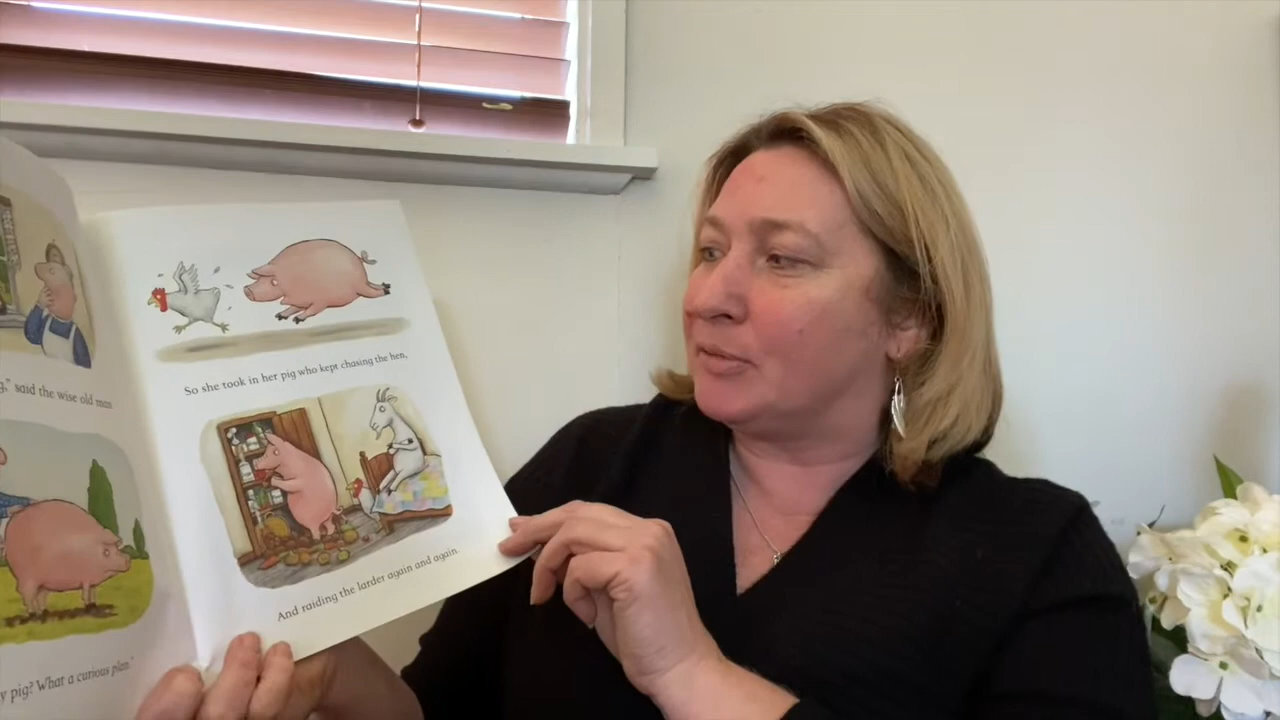 g," said the wise old man
y pig? What a curious plan."
So she took in her pig who kept chasing the hen,
And raiding the larder again and again.